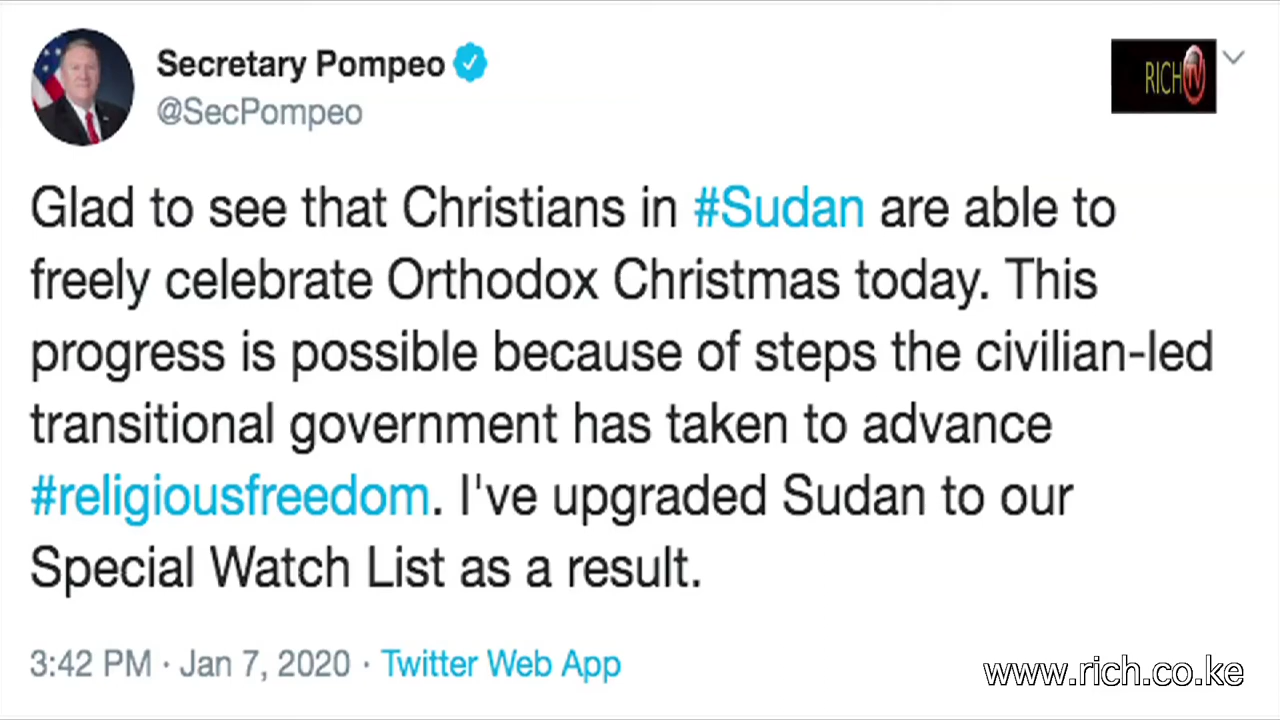 Secretary Pompeo
@SecPompeo
RICH TV
Glad to see that Christians in #Sudan are able to
freely celebrate Orthodox Christmas today. This
progress is possible because of steps the civilian-led
transitional government has taken to advance
#religiousfreedom. I've upgraded Sudan to our
Special Watch List as a result.
3:42 PM · Jan 7, 2020 · Twitter Web App
www.rich.co.ke